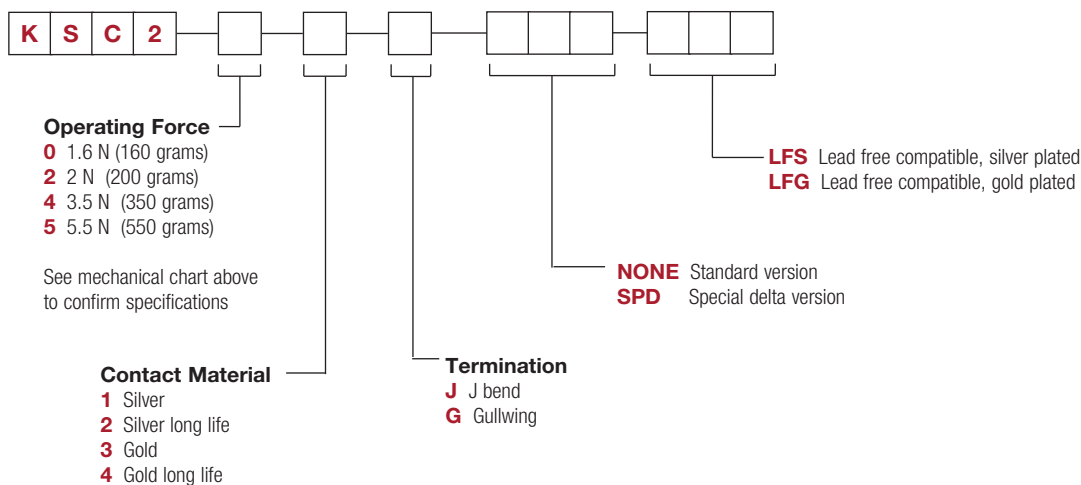 K S C 2
Operating Force
0 1.6 N (160 grams)
2 2 N (200 grams)
4 3.5 N (350 grams)
5 5.5 N (550 grams)
See mechanical chart above
to confirm specifications
Contact Material
1 Silver
2 Silver long life
3 Gold
4 Gold long life
Termination
J J bend
G Gullwing
NONE Standard version
SPD Special delta version
LFS Lead free compatible, silver plated
LFG Lead free compatible, gold plated